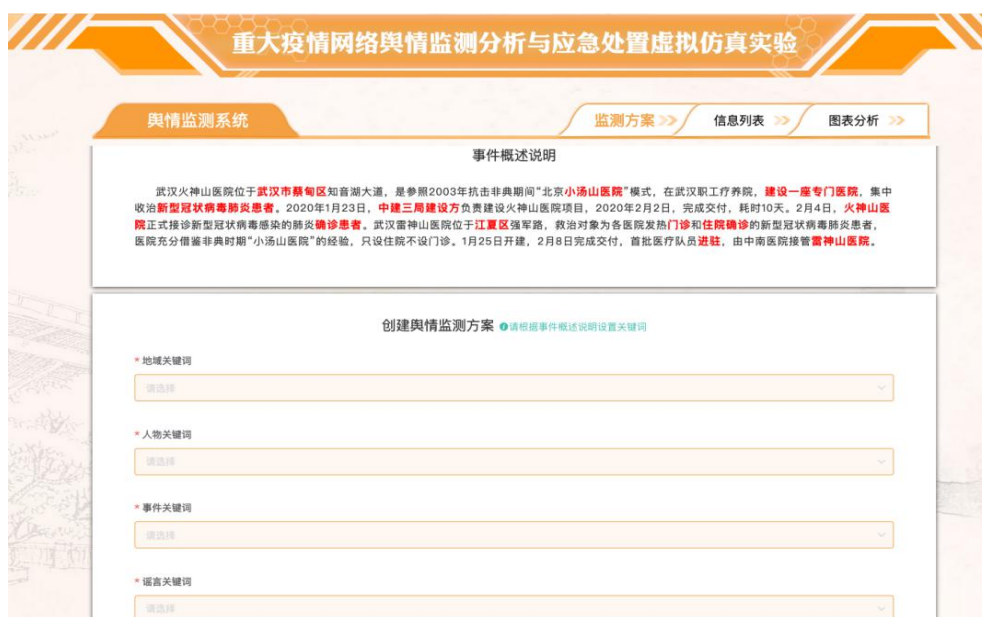 重大疫情网络舆情监测分析与应急处置虚拟仿真实验
舆情监测系统
监测方案 >> 信息列表 >> 图表分析 >>
事件概述说明
武汉火神山医院位于武汉市蔡甸区知音湖大道，是参照2003年抗击非典期间“北京小汤山医院”模式，在武汉职工疗养院，建设一座专门医院，集中
收治新型冠状病毒肺炎患者。2020年1月23日，中建三局建设方负责建设火神山医院项目，2020年2月2日，完成交付，耗时10天。2月4日，火神山医
院正式接诊新型冠状病毒感染的肺炎确诊患者。武汉雷神山医院位于江夏区强军路，救治对象为各医院发热门诊和住院确诊的新型冠状病毒肺炎患者，
医院充分借鉴非典时期“小汤山医院”的经验，只设住院不设门诊。1月25日开建，2月8日完成交付，首批医疗队员进驻，由中南医院接管雷神山医院。
创建舆情监测方案 请根据事件概述说明设置关键词
* 地域关键词
请选择
* 人物关键词
请选择
* 事件关键词
请选择
* 谣言关键词
请选择